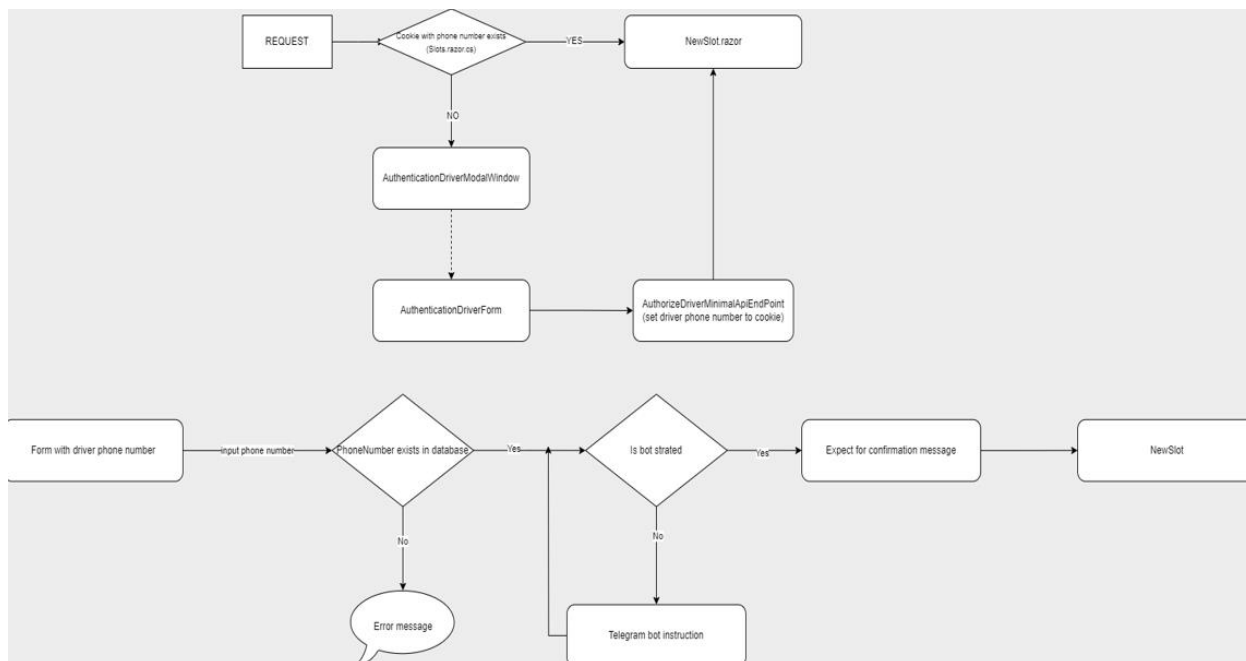 REQUEST
Cookie with phone number exists
(Slots.razor.cs)
YES
NewSlot.razor
NO
AuthenticationDriverModalWindow
AuthenticationDriverForm
AuthorizeDriverMinimalApiEndPoint
(set driver phone number to cookie)
Form with driver phone number
input phone number
PhoneNumber exists in database
Yes
Is bot strated
Yes
Expect for confirmation message
NewSlot
No
No
Error message
Telegram bot instruction